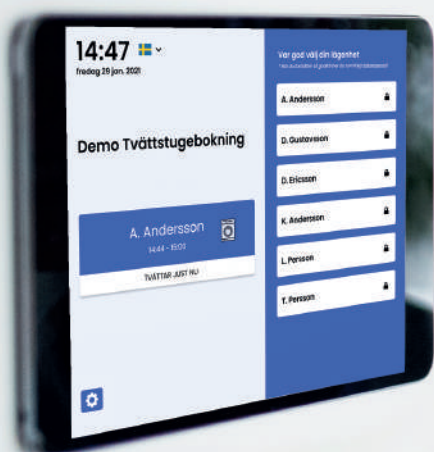 14:47
fredag 29 jan. 2021
Demo Tvättstugebokning
A. Andersson
14:44 - 15:00
TVÄTTAR JUST NU
Var god välj din lägenhet
A. Andersson
D. Gustavsson
D. Ericsson
K. Andersson
L. Persson
T. Persson